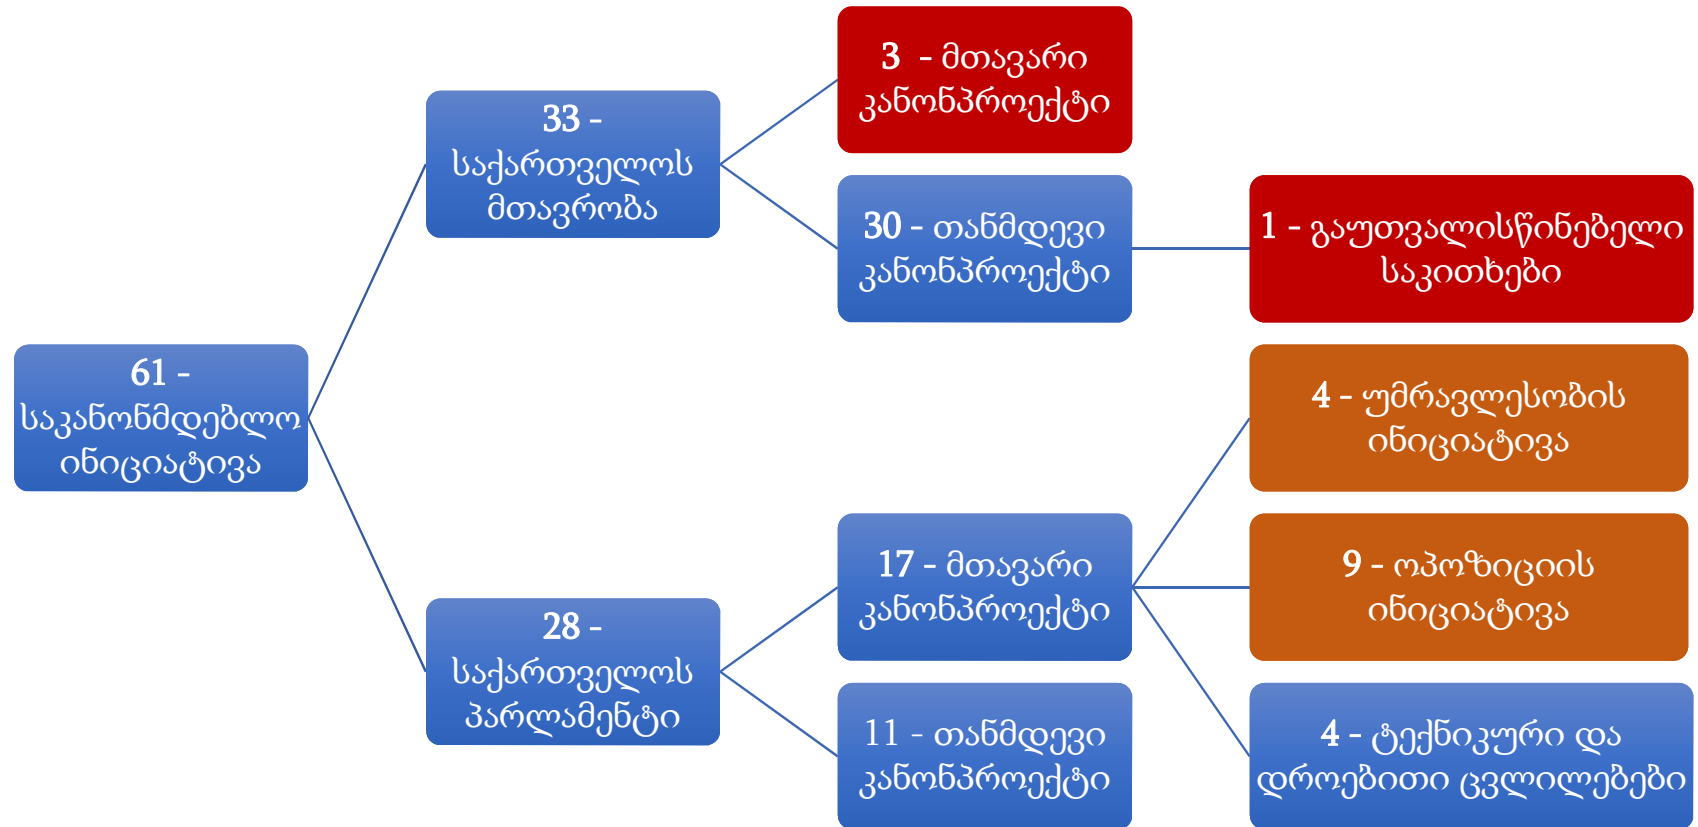 61 -
საკანონმდებლო
ინიციატივა
33 -
საქართველოს
მთავრობა
3 - მთავარი
კანონპროექტი
30 - თანმდევი
კანონპროექტი
1 - გაუთვალისწინებელი
საკითხები
28 -
საქართველოს
პარლამენტი
17 - მთავარი
კანონპროექტი
4 - უმრავლესობის
ინიციატივა
9 - ოპოზიციის
ინიციატივა
4 - ტექნიკური და
დროებითი ცვლილებები
11 - თანმდევი
კანონპროექტი